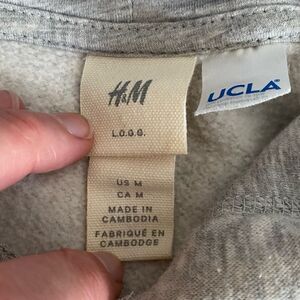 H&M
L.O.G.G.
UCLA
US M
CA M
MADE IN
CAMBODIA
FABRIQUÉ EN
CAMBODGE